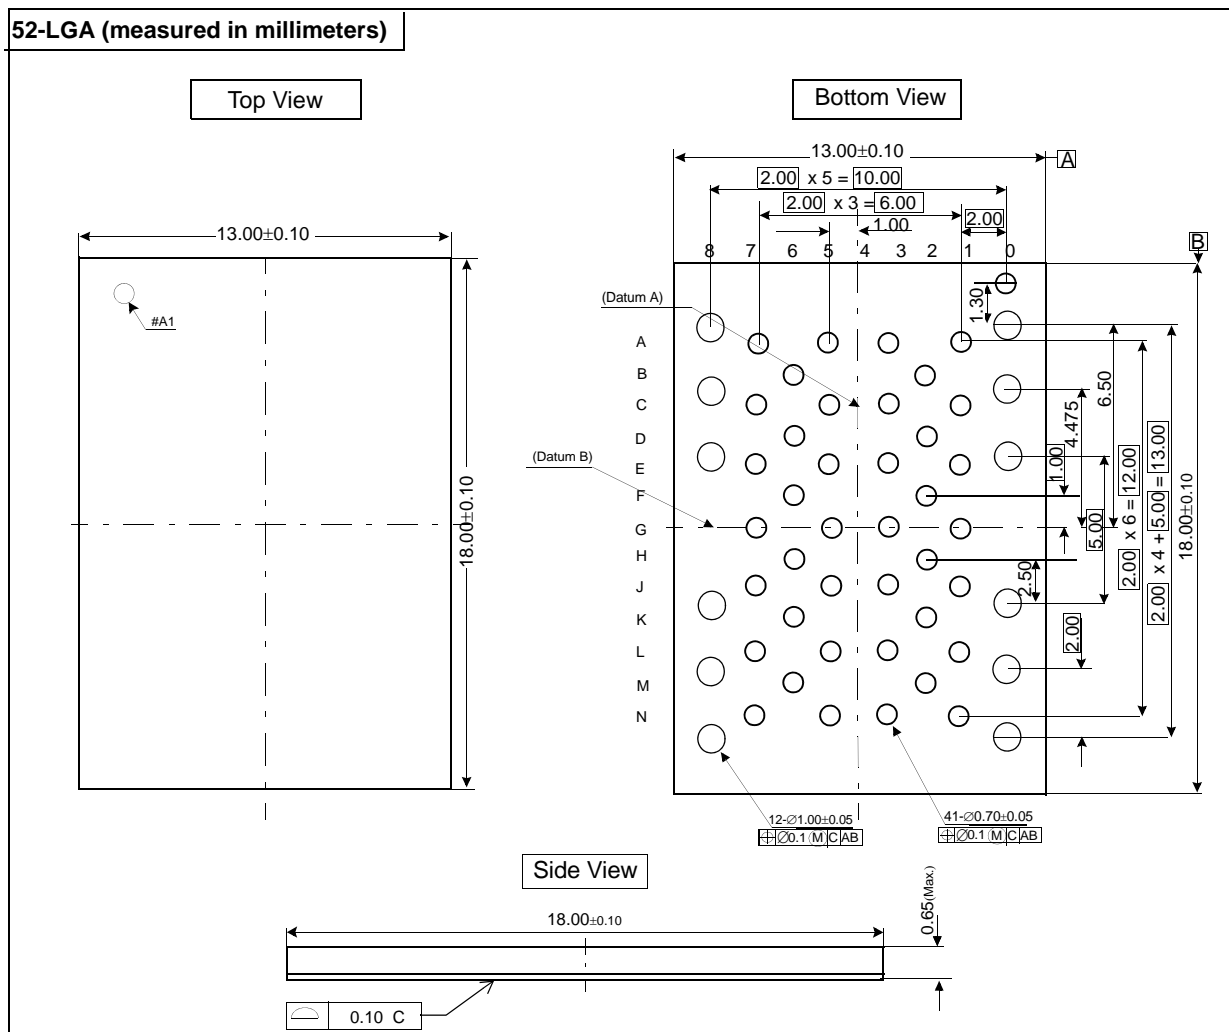 52-LGA (measured in millimeters)
Top View
Bottom View
13.00±0.10
A
2.00 x 5 = 10.00
2.00 x 3 = 6.00
1.00
2.00
13.00±0.10
B
8 7 6 5 4 3 2 1 0
#A1
(Datum A)
1.30
A
B
C
D
E
F
G
H
J
K
L
M
N
(Datum B)
6.50
4.475
1.00
5.00
2.50
2.00
2.00 x 6 = 12.00
2.00 x 4 + 5.00 = 13.00
18.00±0.10
18.00±0.10
12-∅1.00±0.05
⌖ ∅0.1 Ⓜ C AB
41-∅0.70±0.05
⌖ ∅0.1 Ⓜ C AB
Side View
18.00±0.10
0.65(Max.)
0.10 C